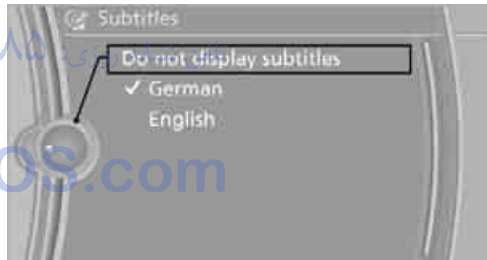 Subtitles
Do not display subtitles
✓ German
English
OS.com